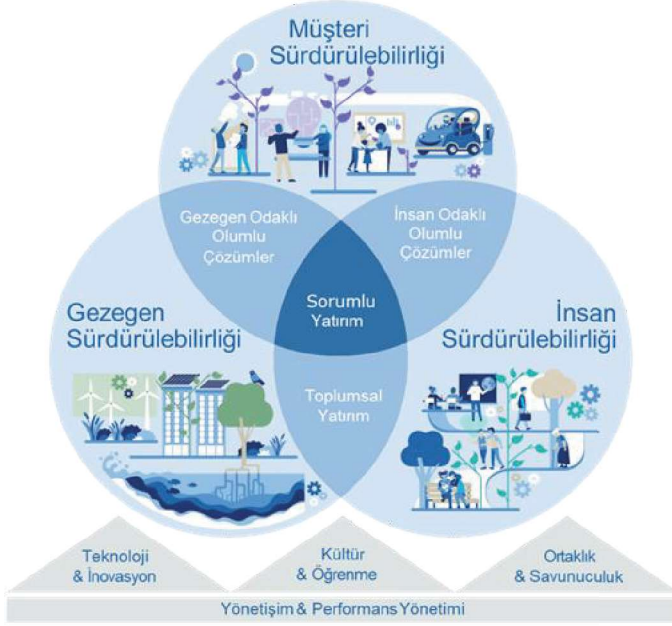 Müşteri
Sürdürülebilirliği
Gezegen Odaklı
Olumlu
Çözümler
İnsan Odaklı
Olumlu
Çözümler
Sorumlu
Yatırım
Gezegen
Sürdürülebilirliği
İnsan
Sürdürülebilirliği
Toplumsal
Yatırım
Teknoloji
& İnovasyon
Kültür
& Öğrenme
Ortaklık
& Savunuculuk
Yönetişim & Performans Yönetimi